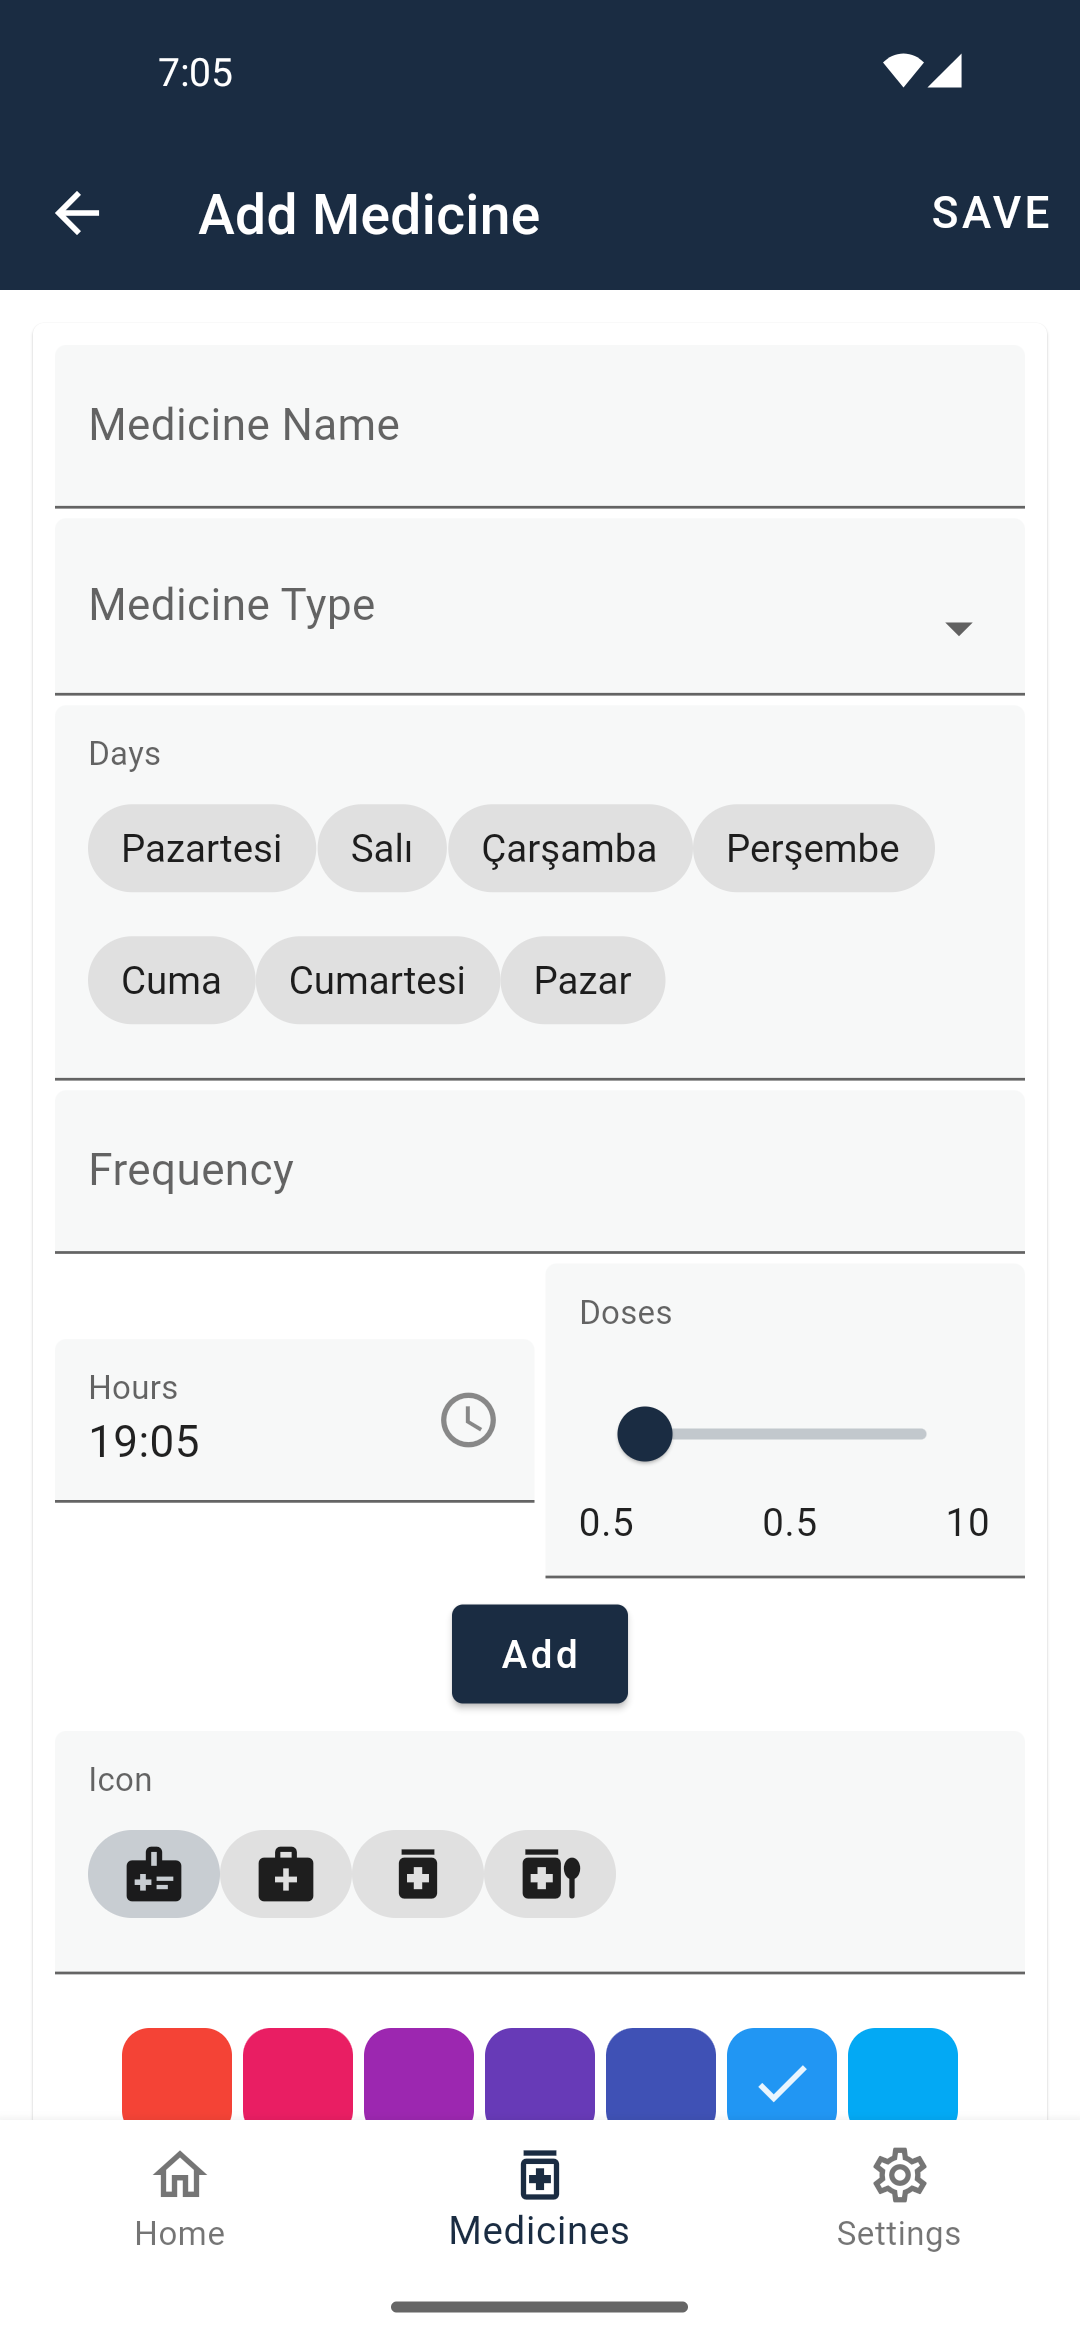 7:05
Add Medicine SAVE
Medicine Name
Medicine Type
Days
Pazartesi Salı Çarşamba Perşembe
Cuma Cumartesi Pazar
Frequency
Doses
Hours
19:05
0.5 0.5 10
Add
Icon
Home Medicines Settings